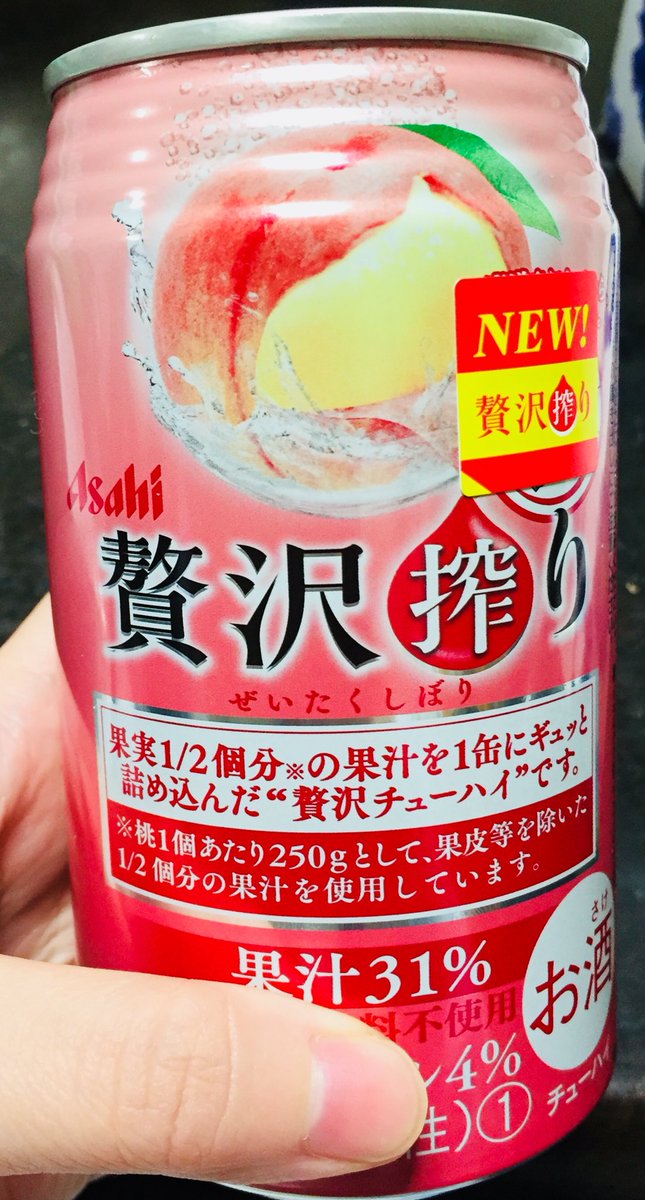 NEW!
贅沢搾り
Asahi
贅沢搾り
ぜいたくしぼり
果実1/2個分※の果汁を1缶にギュッと
詰め込んだ“贅沢チューハイ”です。
※桃1個あたり250gとして、果皮等を除いた
1/2個分の果汁を使用しています。
果汁31%
料不使用
4%
生)①
さけ
お酒
チューハイ